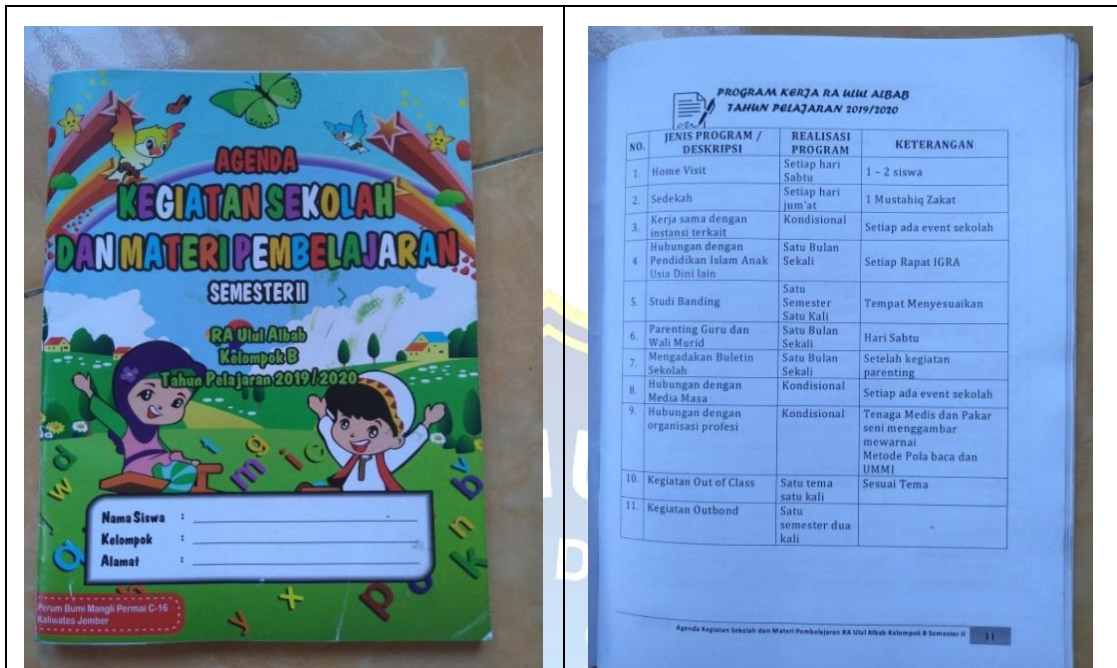 AGENDA
KEGIATAN SEKOLAH
DAN MATERI PEMBELAJARAN
SEMESTER II
RA Ulul Albab
Kelompok B
Tahun Pelajaran 2019/2020
Nama Siswa :
Kelompok :
Alamat :
Perum Bumi Mangli Permai C-16
Kaliwates Jember
PROGRAM KERJA RA ULUL ALBAB
TAHUN PELAJARAN 2019/2020
NO. JENIS PROGRAM / DESKRIPSI REALISASI PROGRAM KETERANGAN
1. Home Visit Setiap hari Sabtu 1 – 2 siswa
2. Sedekah Setiap hari jum'at 1 Mustahiq Zakat
3. Kerja sama dengan instansi terkait Kondisional Setiap ada event sekolah
4 Hubungan dengan Pendidikan Islam Anak Usia Dini lain Satu Bulan Sekali Setiap Rapat IGRA
5. Studi Banding Satu Semester Satu Kali Tempat Menyesuaikan
6. Parenting Guru dan Wali Murid Satu Bulan Sekali Hari Sabtu
7. Mengadakan Buletin Sekolah Satu Bulan Sekali Setelah kegiatan parenting
8. Hubungan dengan Media Masa Kondisional Setiap ada event sekolah
9. Hubungan dengan organisasi profesi Kondisional Tenaga Medis dan Pakar seni menggambar mewarnai Metode Pola baca dan UMMI
10. Kegiatan Out of Class Satu tema satu kali Sesuai Tema
11. Kegiatan Outbond Satu semester dua kali -
Agenda Kegiatan Sekolah dan Materi Pembelajaran RA Ulul Albab Kelompok B Semester II 11